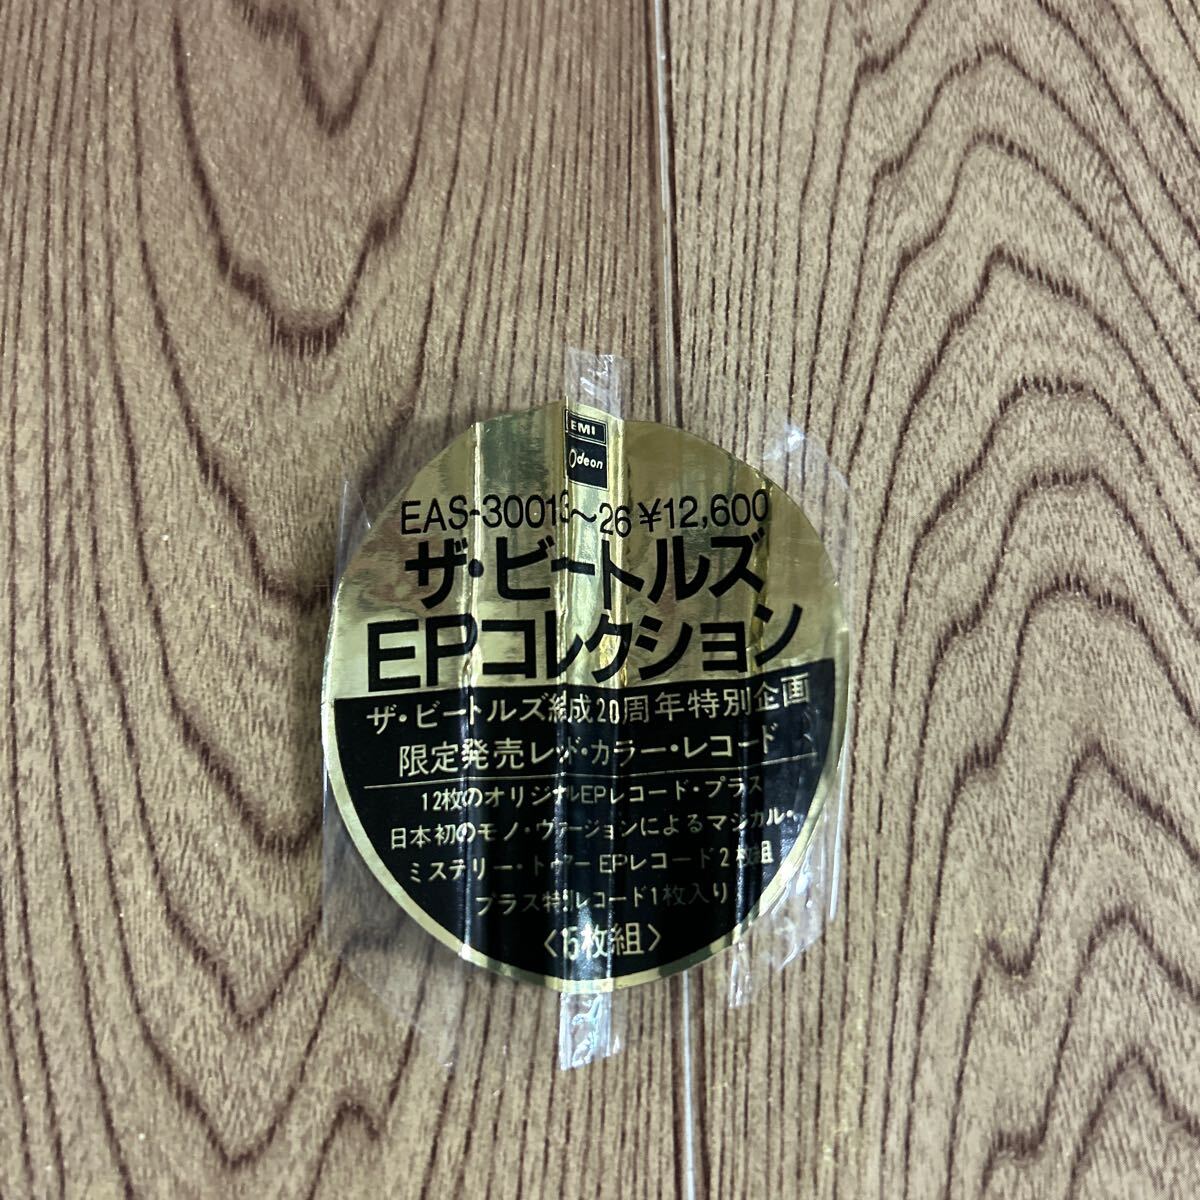 EMI
Odeon
EAS-30013〜26 ¥12,600
ザ・ビートルズ
EPコレクション
ザ・ビートルズ結成20周年特別企画
限定発売レッド・カラー・レコード
12枚のオリジナルEPレコード・プラス
日本初のモノ・ヴァージョンによるマジカル・
ミステリー・トゥアーEPレコード2枚組
プラス特別レコード1枚入り
〈15枚組〉